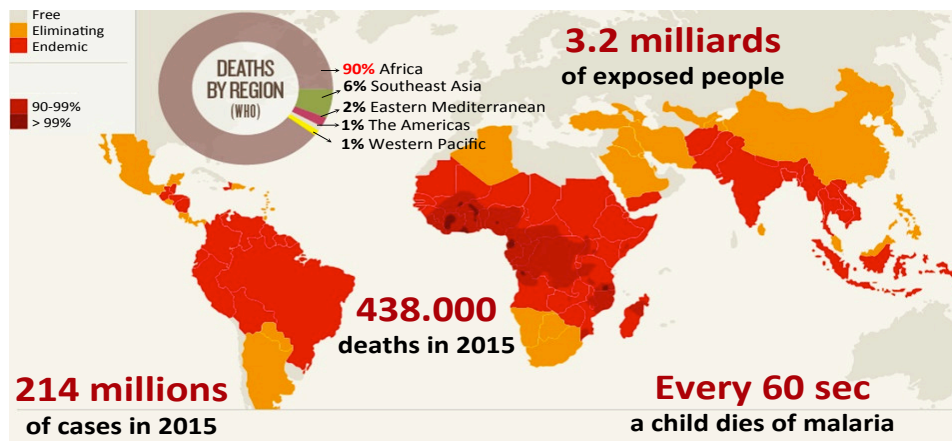 Free
Eliminating
Endemic
90-99%
> 99%
DEATHS
BY REGION
(WHO)
90% Africa
6% Southeast Asia
2% Eastern Mediterranean
1% The Americas
1% Western Pacific
3.2 milliards
of exposed people
438.000
deaths in 2015
214 millions
of cases in 2015
Every 60 sec
a child dies of malaria